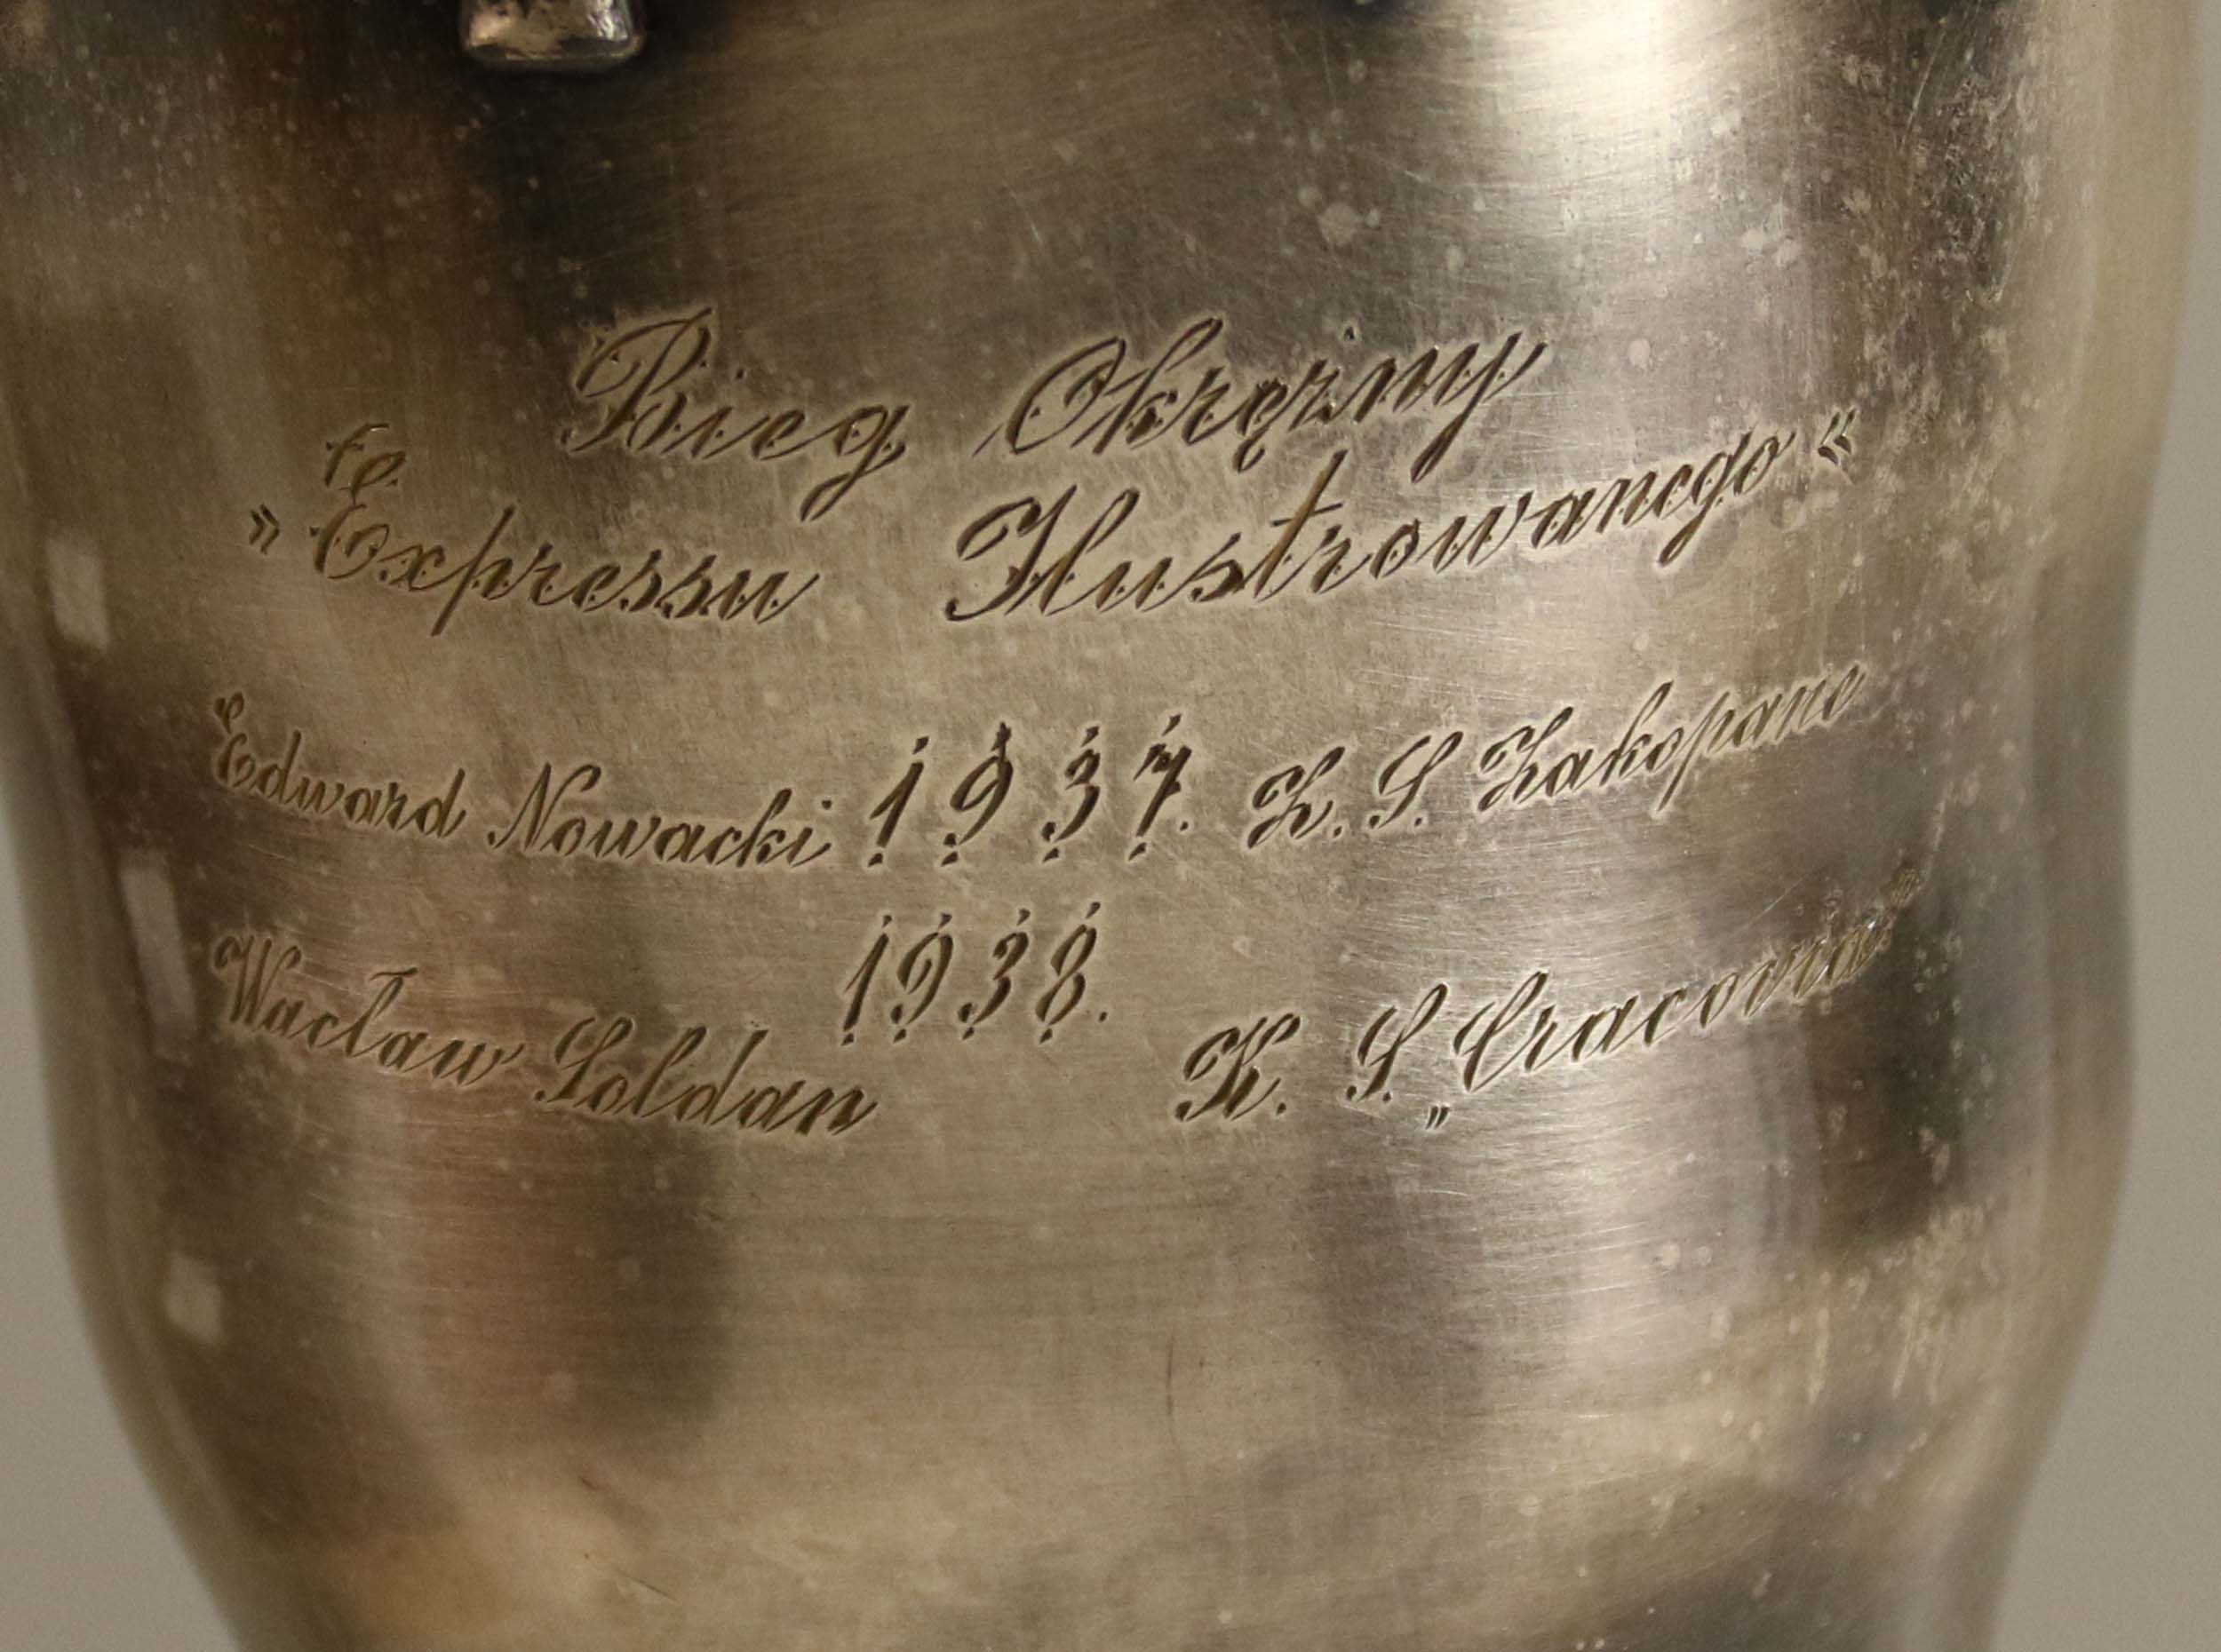 Bieg Okrężny
»Expressu Ilustrowanego«
Edward Nowacki 1937. K. S. Zakopane
Wacław Soldan 1938. K. S. „Cracovia"